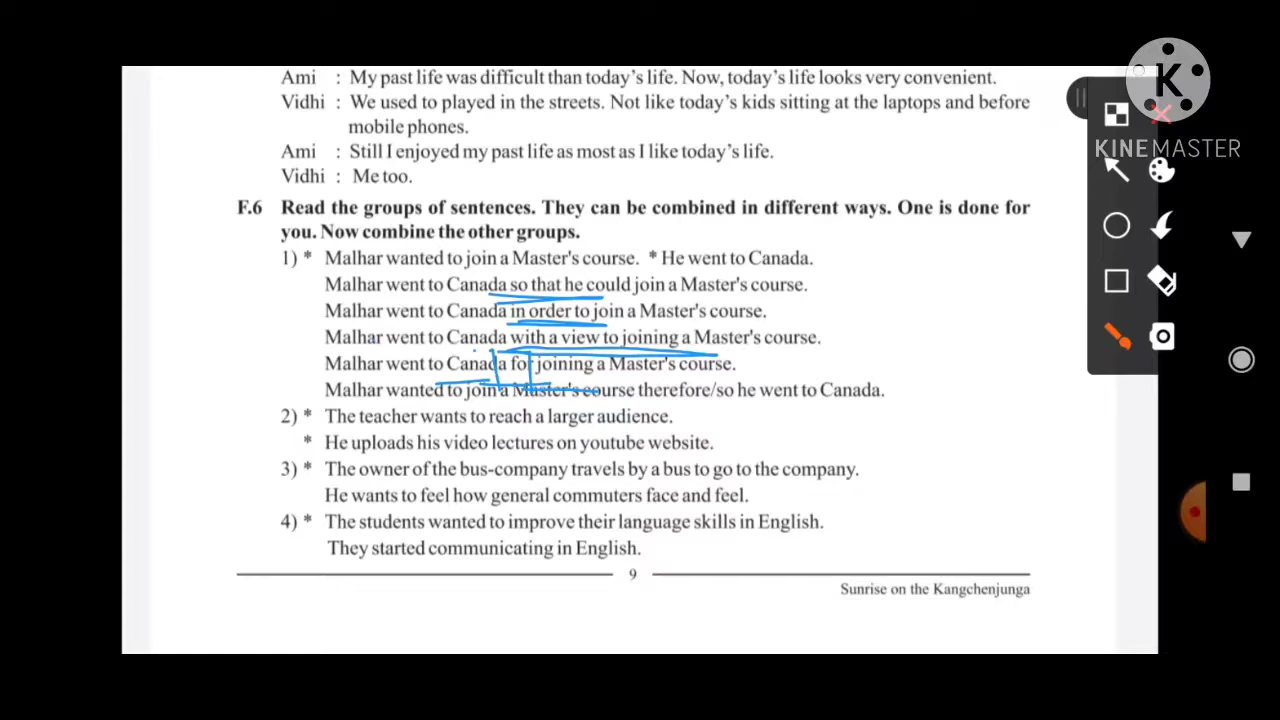 Ami : My past life was difficult than today's life. Now, today's life looks very convenient.
Vidhi : We used to played in the streets. Not like today's kids sitting at the laptops and before
mobile phones.
Ami : Still I enjoyed my past life as most as I like today's life.
Vidhi : Me too.
F.6 Read the groups of sentences. They can be combined in different ways. One is done for
you. Now combine the other groups.
1) * Malhar wanted to join a Master's course. * He went to Canada.
Malhar went to Canada so that he could join a Master's course.
Malhar went to Canada in order to join a Master's course.
Malhar went to Canada with a view to joining a Master's course.
Malhar went to Canada for joining a Master's course.
Malhar wanted to join a Master's course therefore/so he went to Canada.
2) * The teacher wants to reach a larger audience.
* He uploads his video lectures on youtube website.
3) * The owner of the bus-company travels by a bus to go to the company.
He wants to feel how general commuters face and feel.
4) * The students wanted to improve their language skills in English.
They started communicating in English.
9
Sunrise on the Kangchenjunga
K
KINEMASTER